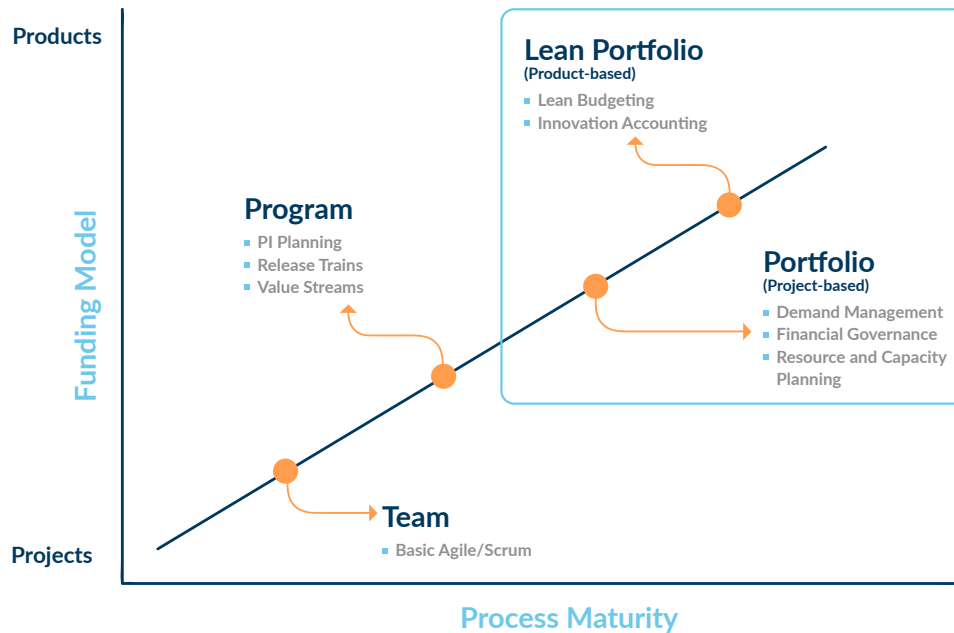 Products
Lean Portfolio
(Product-based)
Lean Budgeting
Innovation Accounting
Program
PI Planning
Release Trains
Value Streams
Portfolio
(Project-based)
Demand Management
Financial Governance
Resource and Capacity
Planning
Funding Model
Team
Basic Agile/Scrum
Projects
Process Maturity